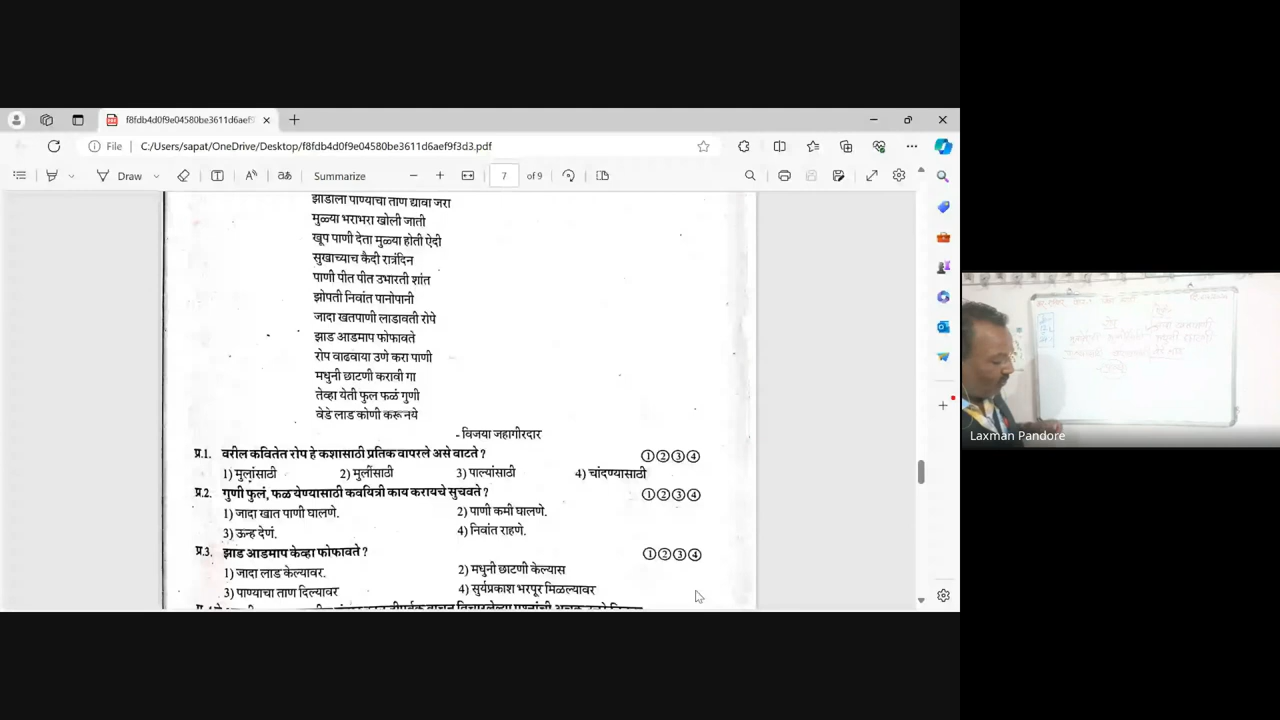 f8fdb4d0f9e04580be3611d6aef9
File C:/Users/sapat/OneDrive/Desktop/f8fdb4d0f9e04580be3611d6aef9f3d3.pdf
Draw Summarize 7 of 9
झाडाला पाण्याचा ताण द्यावा जरा
मुळ्या भराभरा खोली जाती
खूप पाणी देता मुळ्या होती ऐदी
सुखाच्याच कैदी रात्रंदिन
पाणी पीत पीत उभारती शांत
झोपती निवांत पानोपानी
जादा खतपाणी लाडावती रोपे
झाड आडमाप फोफावते
रोप वाढवाया उणे करा पाणी
मधुनी छाटणी करावी गा
तेव्हा येती फुल फळं गुणी
वेडे लाड कोणी करू नये
- विजया जहागीरदार
प्र.1. वरील कवितेत रोप हे कशासाठी प्रतिक वापरले असे वाटते ? ①②③④
1) मुलांसाठी 2) मुलींसाठी 3) पाल्यांसाठी 4) चांदण्यासाठी
प्र.2. गुणी फुलं, फळ येण्यासाठी कवयित्री काय करायचे सुचवते ? ①②③④
1) जादा खात पाणी घालणे. 2) पाणी कमी घालणे.
3) ऊन्ह देणं. 4) निवांत राहणे.
प्र.3. झाड आडमाप केव्हा फोफावते ? ①②③④
1) जादा लाड केल्यावर. 2) मधुनी छाटणी केल्यास
3) पाण्याचा ताण दिल्यावर 4) सुर्यप्रकाश भरपूर मिळल्यावर
Laxman Pandore